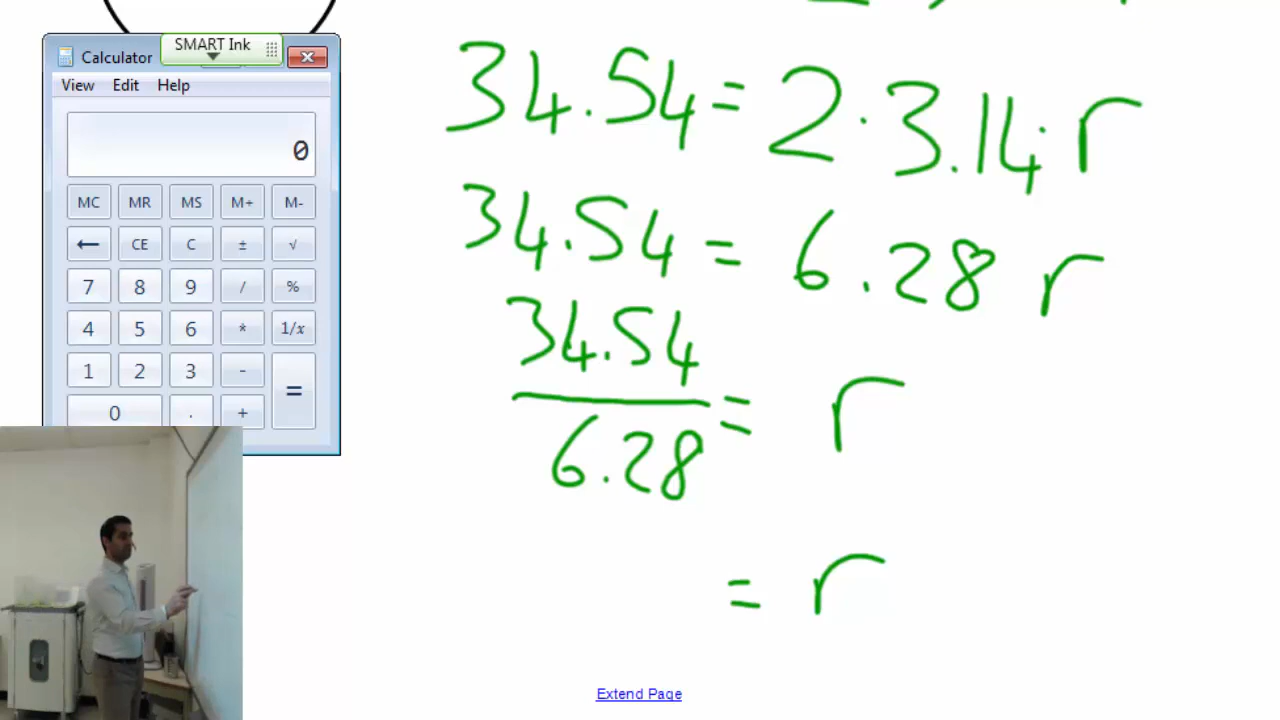 SMART Ink
Calculator
View Edit Help
0
MC MR MS M+ M-
← CE C ± √
7 8 9 / %
4 5 6 * 1/x
1 2 3 - =
0 . +
34.54 = 2·3.14·r
34.54 = 6.28 r
34.54
6.28
= r
= r
Extend Page